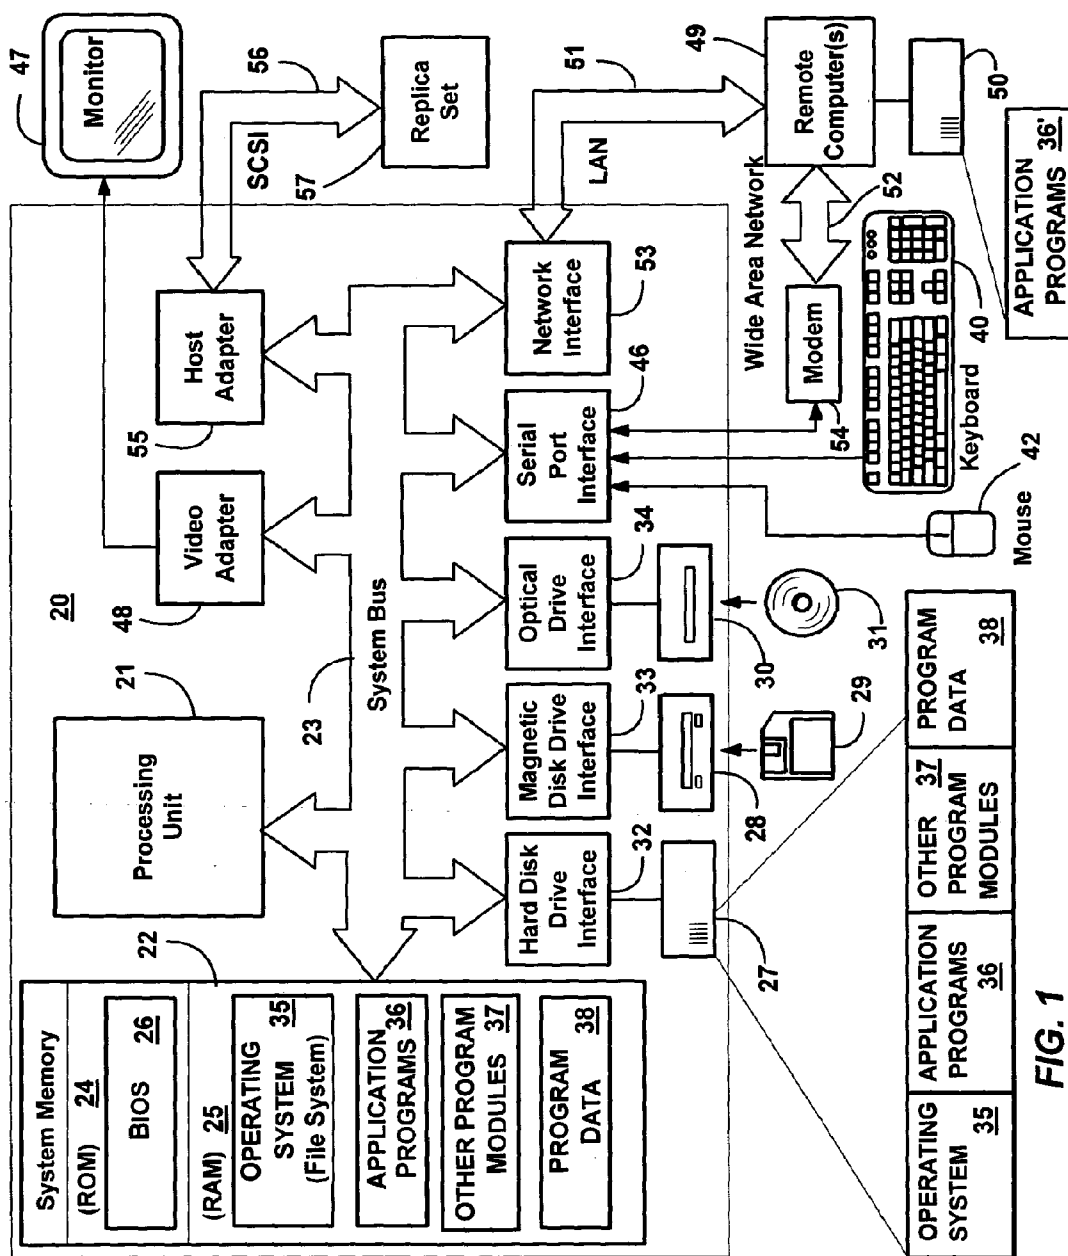 System Memory
(ROM) 24
BIOS 26
(RAM) 25
OPERATING
SYSTEM 35
(File System)
APPLICATION
PROGRAMS 36
OTHER PROGRAM
MODULES 37
PROGRAM
DATA 38
22
Processing
Unit
21
20
23
System Bus
Video
Adapter
48
Host
Adapter
55
47
Monitor
SCSI
56
57
Replica
Set
Hard Disk
Drive
Interface
32
Magnetic
Disk Drive
Interface
33
Optical
Drive
Interface
34
Serial
Port
Interface
46
Network
Interface
53
LAN
51
49
Remote
Computer(s)
Wide Area Network
52
Modem
54
50
27
28
29
30
31
Mouse
42
Keyboard
40
APPLICATION
PROGRAMS 36'
OPERATING
SYSTEM 35
APPLICATION
PROGRAMS 36
OTHER 37
PROGRAM
MODULES
PROGRAM
DATA 38
FIG. 1